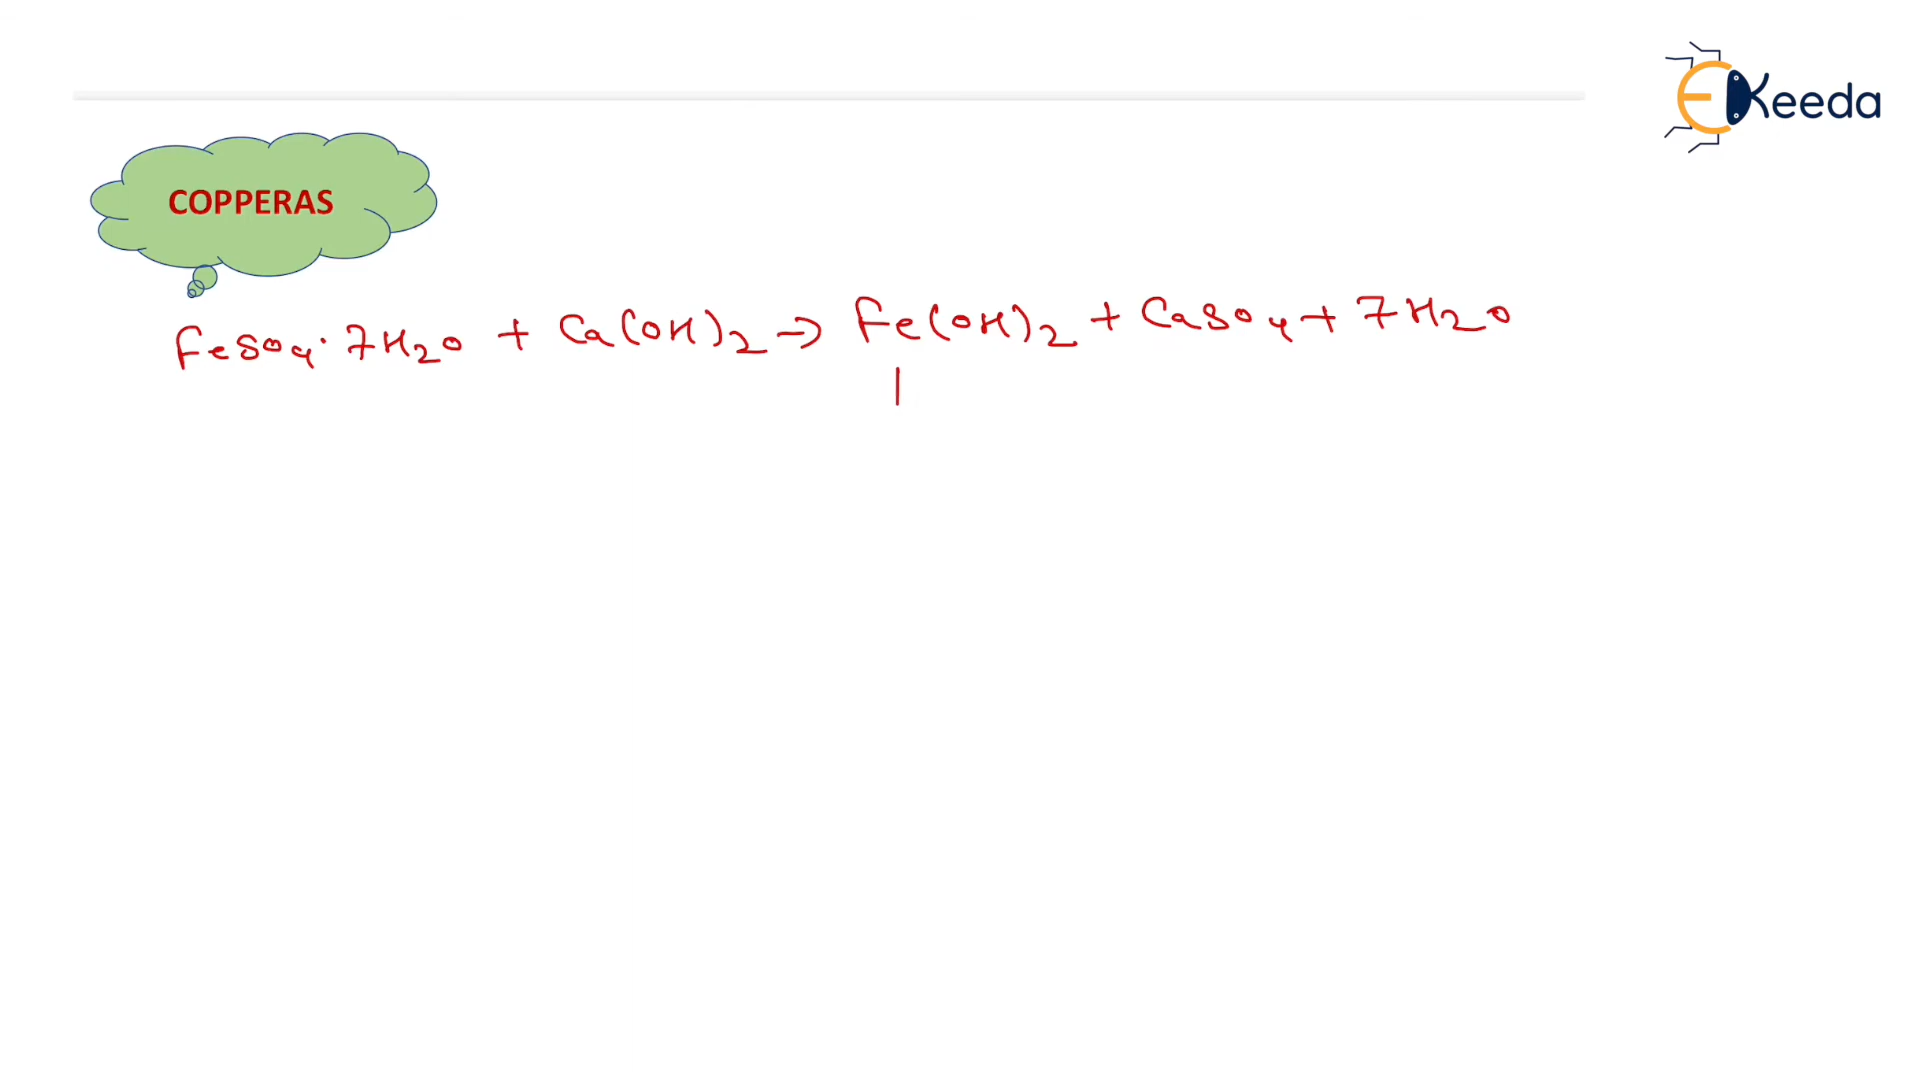 EKeeda
COPPERAS
FeSO4·7H2O + Ca(OH)2 → Fe(OH)2 + CaSO4 + 7H2O